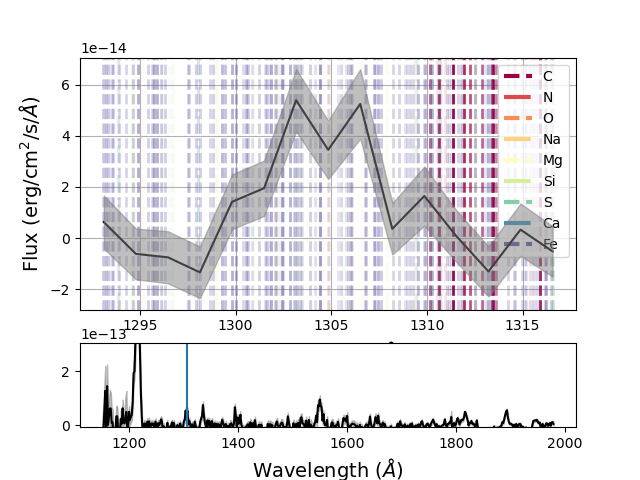 1e−14
6
4
2
0
−2
Flux (erg/cm²/s/Å)
C
N
O
Na
Mg
Si
S
Ca
Fe
1295 1300 1305 1310 1315
1e−13
2
0
1200 1400 1600 1800 2000
Wavelength (Å)